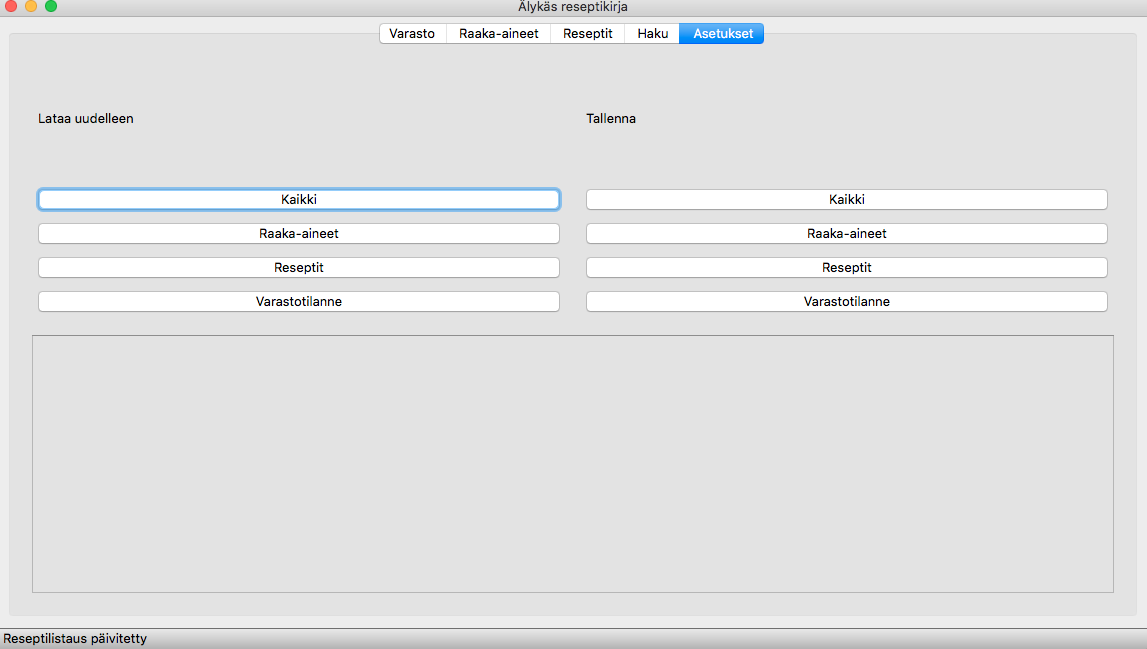 Älykäs reseptikirja
Varasto Raaka-aineet Reseptit Haku Asetukset
Lataa uudelleen Tallenna
Kaikki Kaikki
Raaka-aineet Raaka-aineet
Reseptit Reseptit
Varastotilanne Varastotilanne
Reseptilistaus päivitetty